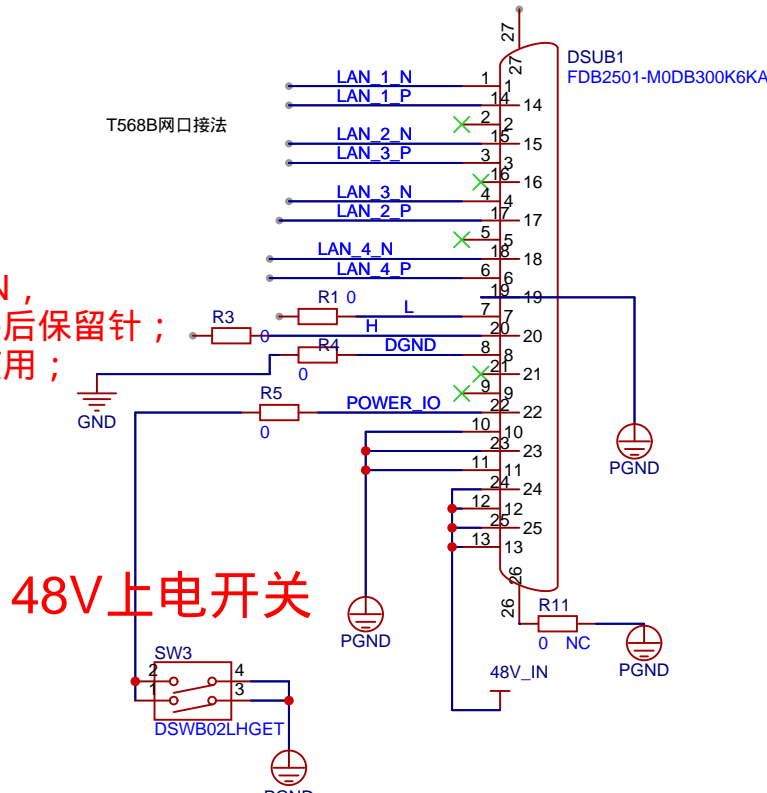 27
27
DSUB1
FDB2501-M0DB300K6KA
LAN_1_N 1 1
LAN_1_P 14 14
T568B网口接法
2 2
LAN_2_N 15 15
LAN_3_P 3 3
16 16
LAN_3_N 4 4
LAN_2_P 17 17
5 5
LAN_4_N 18 18
LAN_4_P 6 6
N，
19 19
R1 0 L 7 7
后保留针；
R3 0 H 20 20
用；
R4 0 DGND 8 8
21 21
GND
9 9
R5 0 POWER_IO 22 22
10 10
23 23
PGND
11 11
24 24
12 12
25 25
13 13
48V上电开关
26
26
R11
0 NC
PGND
PGND
48V_IN
SW3
2 4
1 3
DSWB02LHGET
PGND